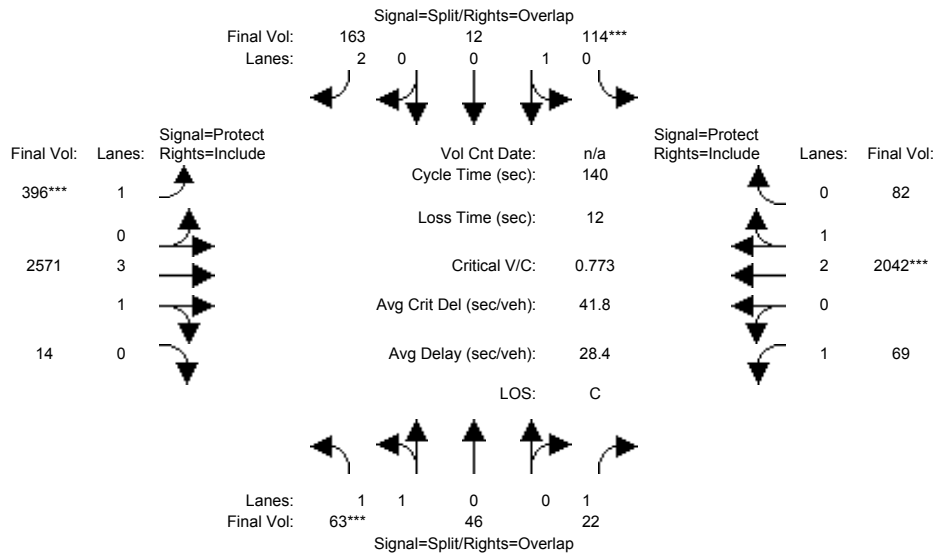 Signal=Split/Rights=Overlap
Final Vol: 163 12 114***
Lanes: 2 0 0 1 0
Signal=Protect Signal=Protect
Final Vol: Lanes: Rights=Include Vol Cnt Date: n/a Rights=Include Lanes: Final Vol:
Cycle Time (sec): 140
396*** 1 0 82
Loss Time (sec): 12
0 1
2571 3 Critical V/C: 0.773 2 2042***
1 Avg Crit Del (sec/veh): 41.8 0
14 0 Avg Delay (sec/veh): 28.4 1 69
LOS: C
Lanes: 1 1 0 0 1
Final Vol: 63*** 46 22
Signal=Split/Rights=Overlap